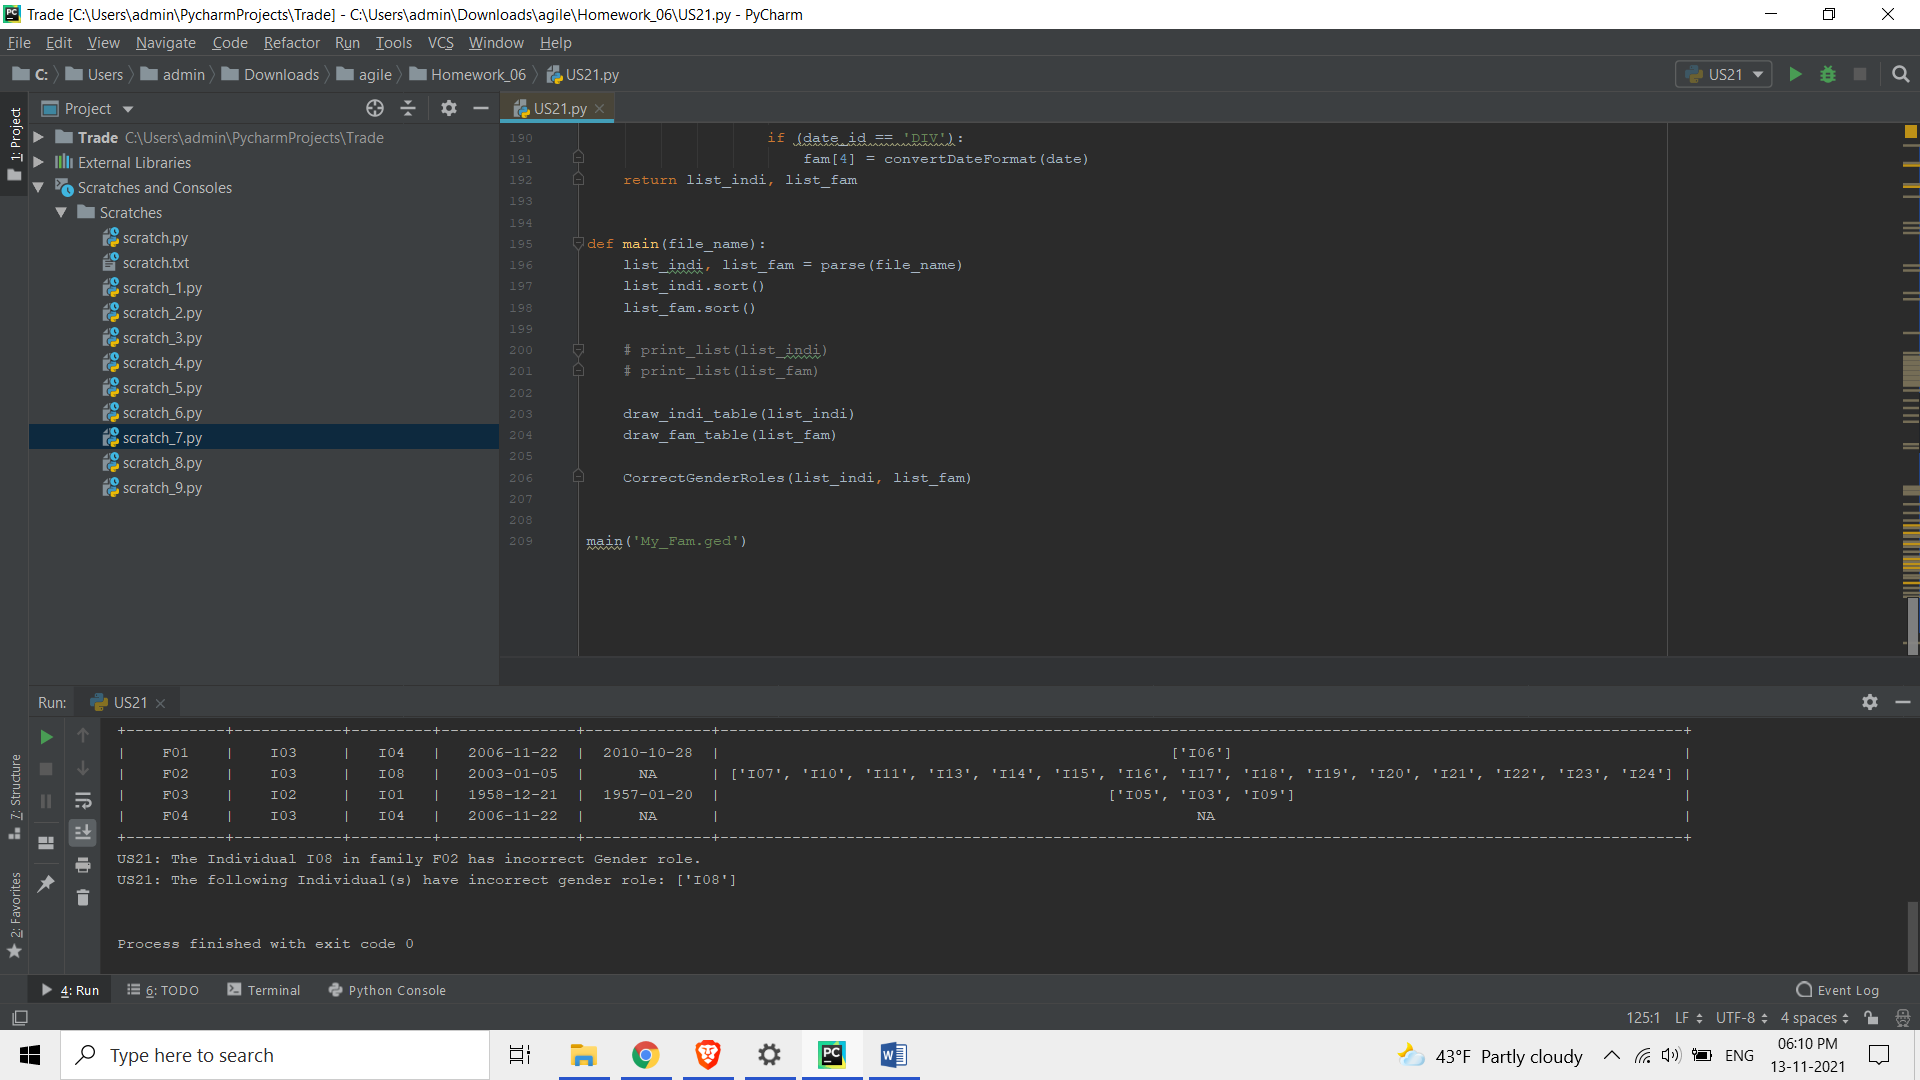 Trade [C:\Users\admin\PycharmProjects\Trade] - C:\Users\admin\Downloads\agile\Homework_06\US21.py - PyCharm
File Edit View Navigate Code Refactor Run Tools VCS Window Help
C: Users admin Downloads agile Homework_06 US21.py
US21
1: Project
Project
US21.py
Trade C:\Users\admin\PycharmProjects\Trade
External Libraries
Scratches and Consoles
Scratches
scratch.py
scratch.txt
scratch_1.py
scratch_2.py
scratch_3.py
scratch_4.py
scratch_5.py
scratch_6.py
scratch_7.py
scratch_8.py
scratch_9.py
190 if (date_id == 'DIV'):
191 fam[4] = convertDateFormat(date)
192 return list_indi, list_fam
193
194
195 def main(file_name):
196 list_indi, list_fam = parse(file_name)
197 list_indi.sort()
198 list_fam.sort()
199
200 # print_list(list_indi)
201 # print_list(list_fam)
202
203 draw_indi_table(list_indi)
204 draw_fam_table(list_fam)
205
206 CorrectGenderRoles(list_indi, list_fam)
207
208
209 main('My_Fam.ged')
Run: US21
| F01 | I03 | I04 | 2006-11-22 | 2010-10-28 | ['I06'] |
| F02 | I03 | I08 | 2003-01-05 | NA | ['I07', 'I10', 'I11', 'I13', 'I14', 'I15', 'I16', 'I17', 'I18', 'I19', 'I20', 'I21', 'I22', 'I23', 'I24'] |
| F03 | I02 | I01 | 1958-12-21 | 1957-01-20 | ['I05', 'I03', 'I09'] |
| F04 | I03 | I04 | 2006-11-22 | NA | NA |
US21: The Individual I08 in family F02 has incorrect Gender role.
US21: The following Individual(s) have incorrect gender role: ['I08']
Process finished with exit code 0
7: Structure
2: Favorites
4: Run 6: TODO Terminal Python Console Event Log
125:1 LF UTF-8 4 spaces
Type here to search
PC
W
43°F Partly cloudy
ENG
06:10 PM
13-11-2021